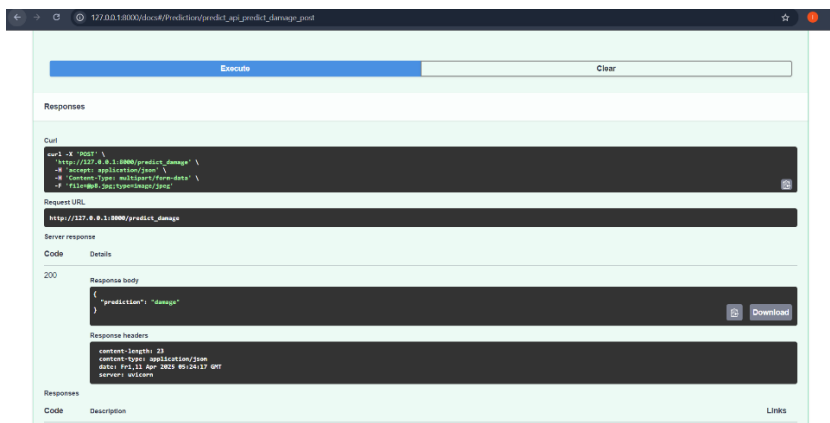 127.0.0.1:8000/docs#/Prediction/predict_api_predict_damage_post
Execute
Clear
Responses
Curl
curl -X 'POST' \
'http://127.0.0.1:8000/predict_damage' \
-H 'accept: application/json' \
-H 'Content-Type: multipart/form-data' \
-F 'file=@p8.jpg;type=image/jpeg'
Request URL
http://127.0.0.1:8000/predict_damage
Server response
Code Details
200
Response body
{
"prediction": "damage"
}
Download
Response headers
content-length: 23
content-type: application/json
date: Fri,11 Apr 2025 05:24:17 GMT
server: uvicorn
Responses
Code Description Links